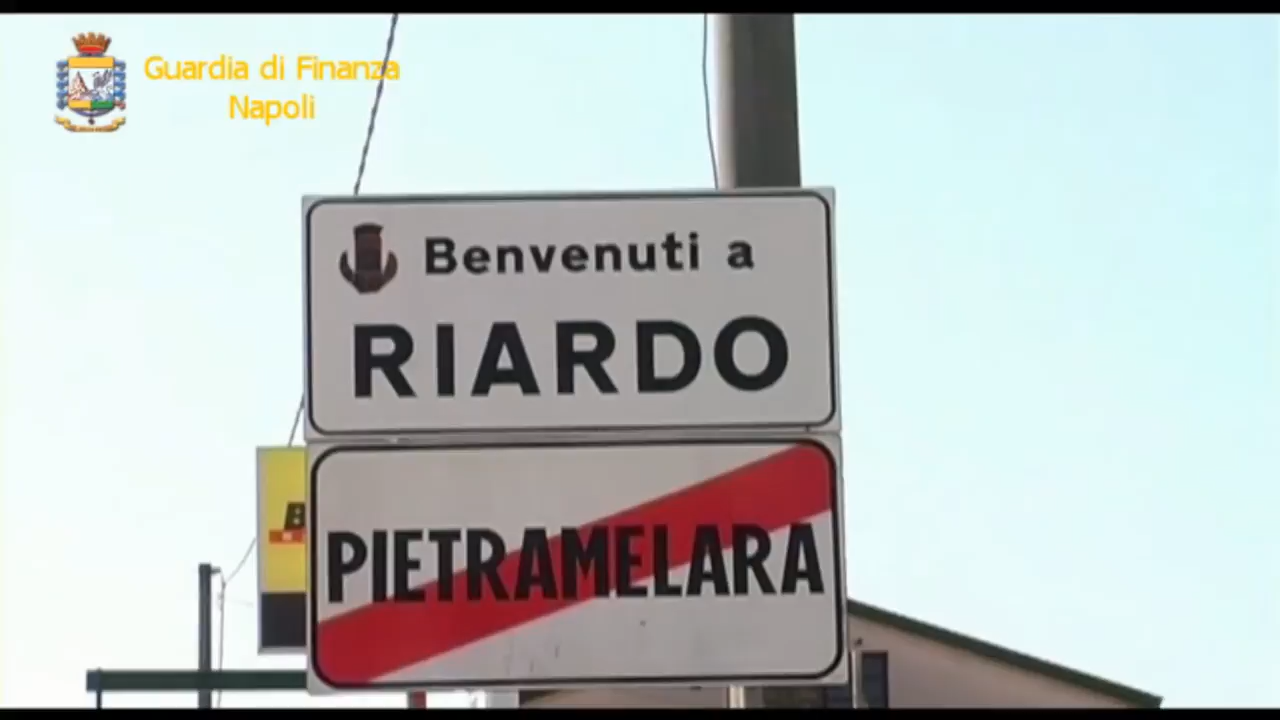 Guardia di Finanza
Napoli
Benvenuti a
RIARDO
PIETRAMELARA
B